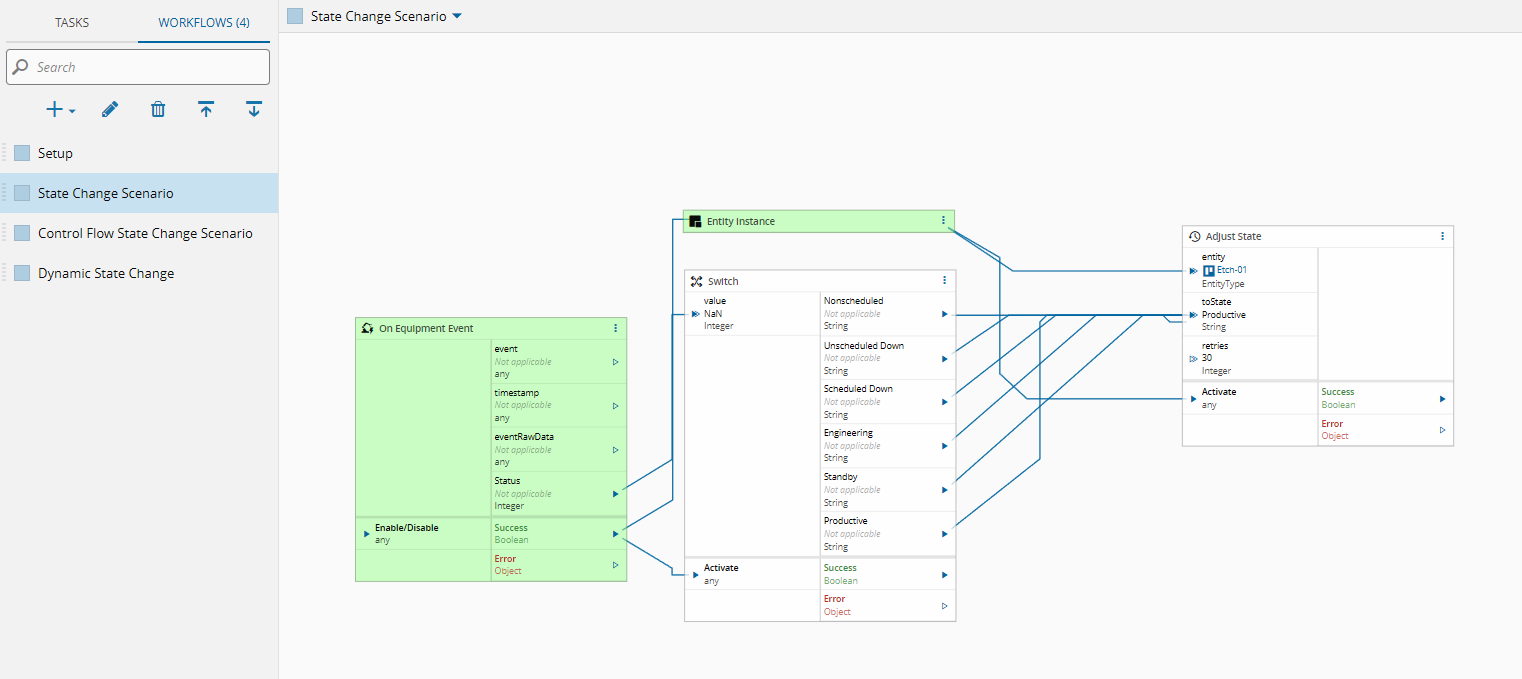 TASKS
WORKFLOWS (4)
Search
Setup
State Change Scenario
Control Flow State Change Scenario
Dynamic State Change
State Change Scenario
On Equipment Event
event
Not applicable
any
timestamp
Not applicable
any
eventRawData
Not applicable
any
Status
Not applicable
Integer
Enable/Disable
any
Success
Boolean
Error
Object
Entity Instance
Switch
value
NaN
Integer
Nonscheduled
Not applicable
String
Unscheduled Down
Not applicable
String
Scheduled Down
Not applicable
String
Engineering
Not applicable
String
Standby
Not applicable
String
Productive
Not applicable
String
Activate
any
Success
Boolean
Error
Object
Adjust State
entity
Etch-01
EntityType
toState
Productive
String
retries
30
Integer
Activate
any
Success
Boolean
Error
Object